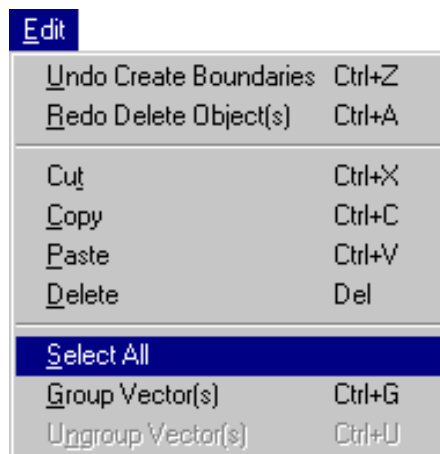 Edit
Undo Create Boundaries Ctrl+Z
Redo Delete Object(s) Ctrl+A
Cut Ctrl+X
Copy Ctrl+C
Paste Ctrl+V
Delete Del
Select All
Group Vector(s) Ctrl+G
Ungroup Vector(s) Ctrl+U